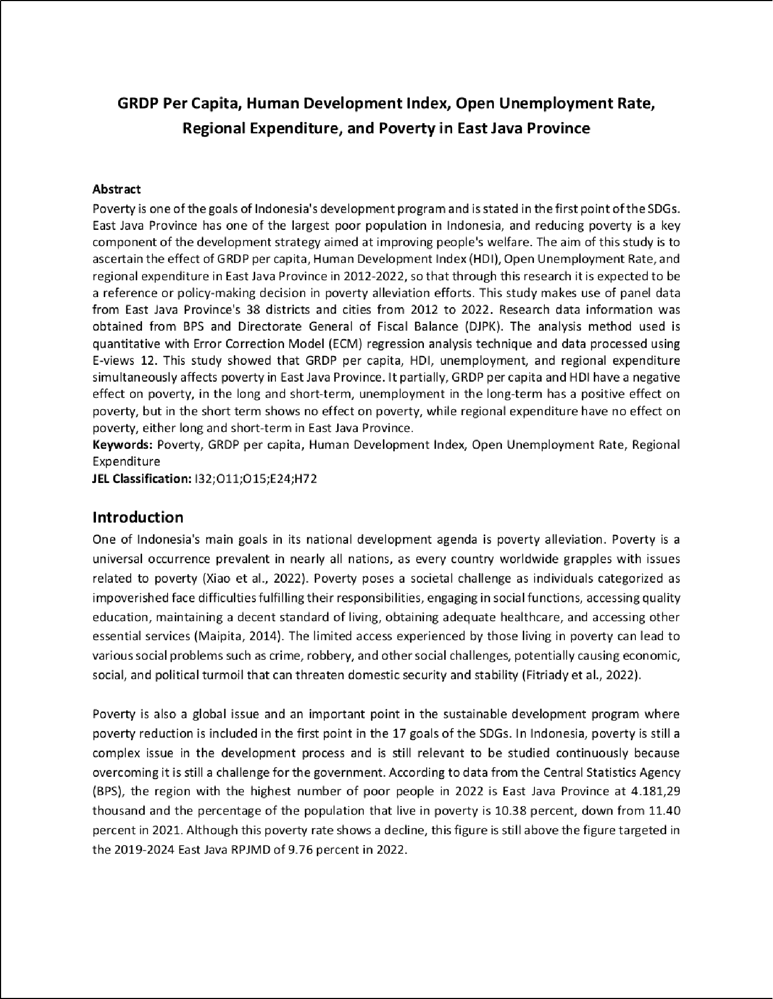 GRDP Per Capita, Human Development Index, Open Unemployment Rate,
Regional Expenditure, and Poverty in East Java Province
Abstract
Poverty is one of the goals of Indonesia's development program and is stated in the first point of the SDGs.
East Java Province has one of the largest poor population in Indonesia, and reducing poverty is a key
component of the development strategy aimed at improving people's welfare. The aim of this study is to
ascertain the effect of GRDP per capita, Human Development Index (HDI), Open Unemployment Rate, and
regional expenditure in East Java Province in 2012-2022, so that through this research it is expected to be
a reference or policy-making decision in poverty alleviation efforts. This study makes use of panel data
from East Java Province's 38 districts and cities from 2012 to 2022. Research data information was
obtained from BPS and Directorate General of Fiscal Balance (DJPK). The analysis method used is
quantitative with Error Correction Model (ECM) regression analysis technique and data processed using
E-views 12. This study showed that GRDP per capita, HDI, unemployment, and regional expenditure
simultaneously affects poverty in East Java Province. It partially, GRDP per capita and HDI have a negative
effect on poverty, in the long and short-term, unemployment in the long-term has a positive effect on
poverty, but in the short term shows no effect on poverty, while regional expenditure have no effect on
poverty, either long and short-term in East Java Province.
Keywords: Poverty, GRDP per capita, Human Development Index, Open Unemployment Rate, Regional
Expenditure
JEL Classification: I32;O11;O15;E24;H72
Introduction
One of Indonesia's main goals in its national development agenda is poverty alleviation. Poverty is a
universal occurrence prevalent in nearly all nations, as every country worldwide grapples with issues
related to poverty (Xiao et al., 2022). Poverty poses a societal challenge as individuals categorized as
impoverished face difficulties fulfilling their responsibilities, engaging in social functions, accessing quality
education, maintaining a decent standard of living, obtaining adequate healthcare, and accessing other
essential services (Maipita, 2014). The limited access experienced by those living in poverty can lead to
various social problems such as crime, robbery, and other social challenges, potentially causing economic,
social, and political turmoil that can threaten domestic security and stability (Fitriady et al., 2022).
Poverty is also a global issue and an important point in the sustainable development program where
poverty reduction is included in the first point in the 17 goals of the SDGs. In Indonesia, poverty is still a
complex issue in the development process and is still relevant to be studied continuously because
overcoming it is still a challenge for the government. According to data from the Central Statistics Agency
(BPS), the region with the highest number of poor people in 2022 is East Java Province at 4.181,29
thousand and the percentage of the population that live in poverty is 10.38 percent, down from 11.40
percent in 2021. Although this poverty rate shows a decline, this figure is still above the figure targeted in
the 2019-2024 East Java RPJMD of 9.76 percent in 2022.